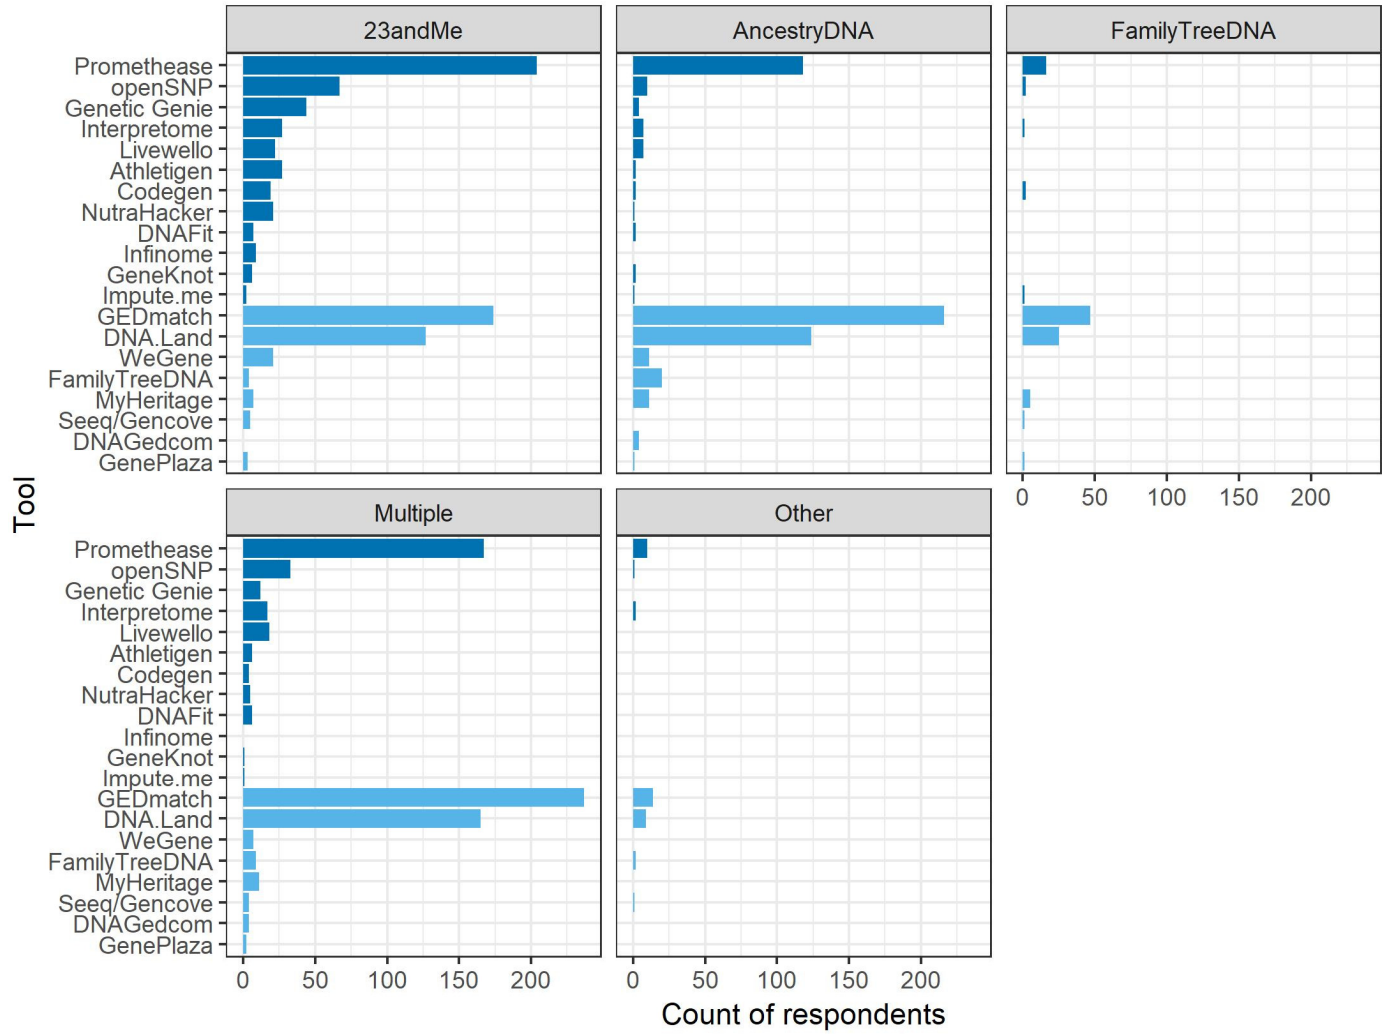 23andMe
AncestryDNA
FamilyTreeDNA
Promethease
openSNP
Genetic Genie
Interpretome
Livewello
Athletigen
Codegen
NutraHacker
DNAFit
Infinome
GeneKnot
Impute.me
GEDmatch
DNA.Land
WeGene
FamilyTreeDNA
MyHeritage
Seeq/Gencove
DNAGedcom
GenePlaza
0 50 100 150 200
Tool
Multiple
Other
Promethease
openSNP
Genetic Genie
Interpretome
Livewello
Athletigen
Codegen
NutraHacker
DNAFit
Infinome
GeneKnot
Impute.me
GEDmatch
DNA.Land
WeGene
FamilyTreeDNA
MyHeritage
Seeq/Gencove
DNAGedcom
GenePlaza
0 50 100 150 200
0 50 100 150 200
Count of respondents